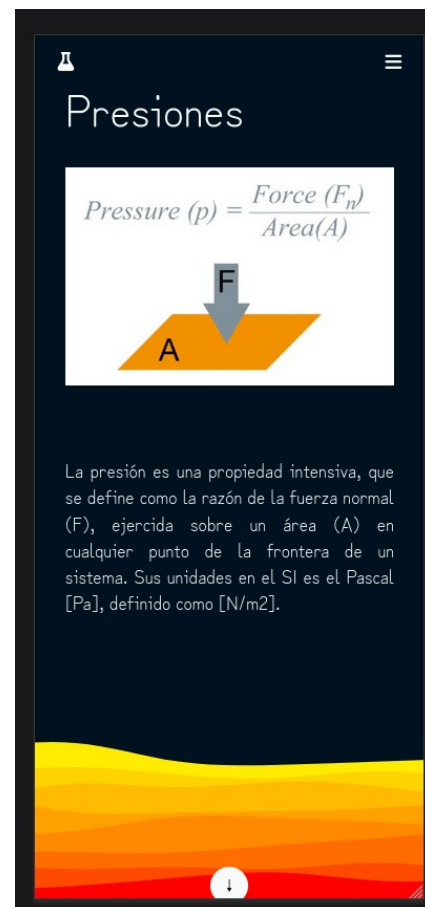 Presiones
Pressure (p) = Force (Fn) / Area(A)
F
A
La presión es una propiedad intensiva, que
se define como la razón de la fuerza normal
(F), ejercida sobre un área (A) en
cualquier punto de la frontera de un
sistema. Sus unidades en el SI es el Pascal
[Pa], definido como [N/m2].